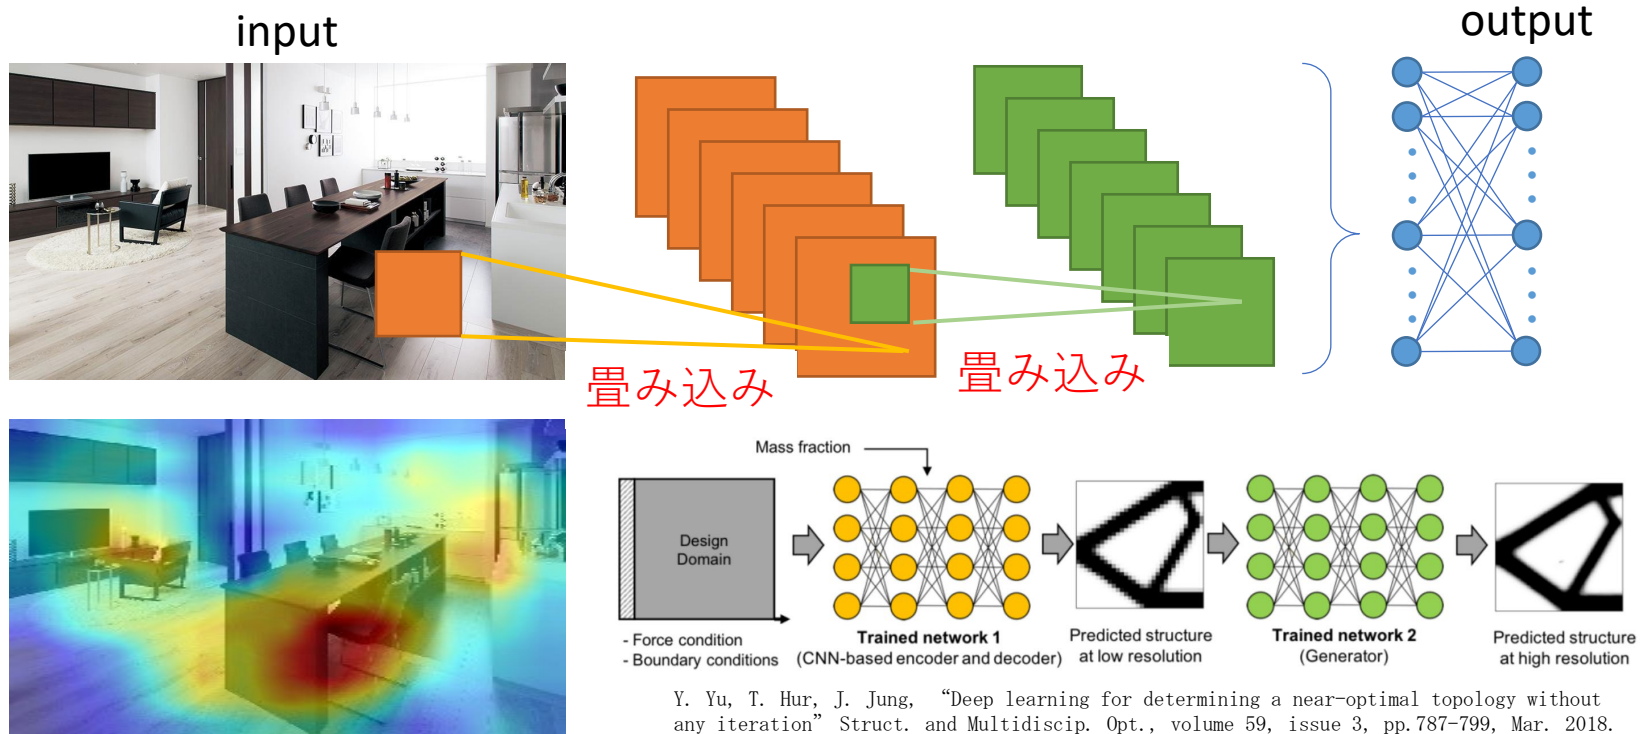 input
output
畳み込み
畳み込み
Mass fraction
Design
Domain
- Force condition
- Boundary conditions
Trained network 1
(CNN-based encoder and decoder)
Predicted structure
at low resolution
Trained network 2
(Generator)
Predicted structure
at high resolution
Y. Yu, T. Hur, J. Jung, “Deep learning for determining a near-optimal topology without
any iteration” Struct. and Multidiscip. Opt., volume 59, issue 3, pp.787-799, Mar. 2018.